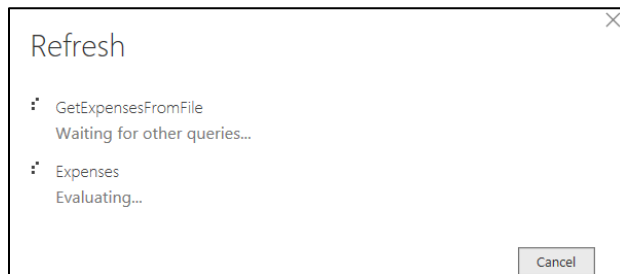 Refresh
GetExpensesFromFile
Waiting for other queries...
Expenses
Evaluating...
Cancel